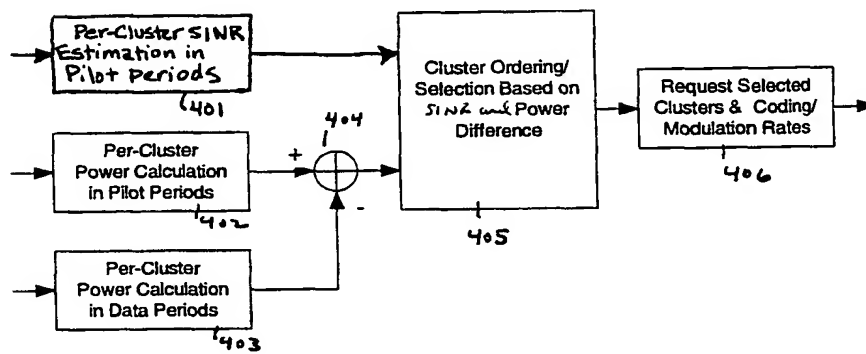 Per-Cluster SINR
Estimation in
Pilot periods
401
Per-Cluster
Power Calculation
in Pilot Periods
402
Per-Cluster
Power Calculation
in Data Periods
403
+
-
404
Cluster Ordering/
Selection Based on
SINR and Power
Difference
405
Request Selected
Clusters & Coding/
Modulation Rates
406